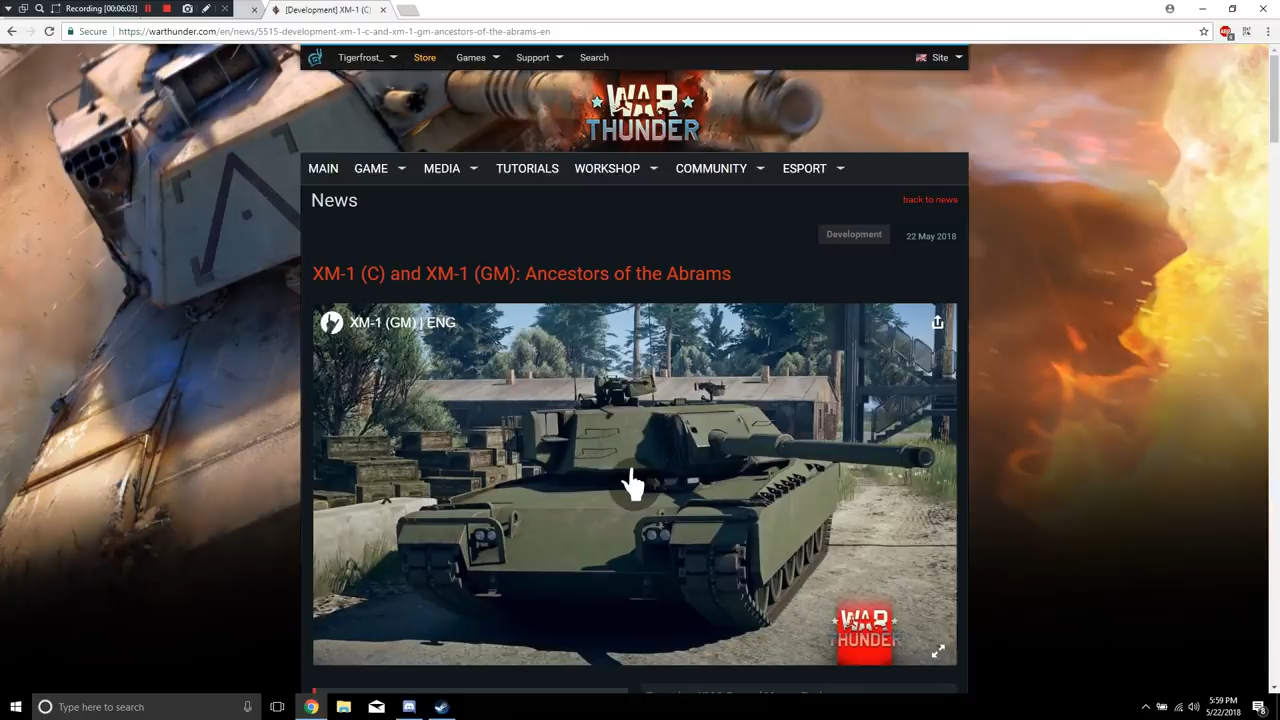 Recording [00:06:03]
[Development] XM-1 (C)
Secure
https://warthunder.com/en/news/5515-development-xm-1-c-and-xm-1-gm-ancestors-of-the-abrams-en
Tigerfrost_
Store
Games
Support
Search
Site
WAR
THUNDER
MAIN
GAME
MEDIA
TUTORIALS
WORKSHOP
COMMUNITY
ESPORT
News
back to news
Development
22 May 2018
XM-1 (C) and XM-1 (GM): Ancestors of the Abrams
XM-1 (GM) | ENG
WAR
THUNDER
Type here to search
5:59 PM
5/22/2018